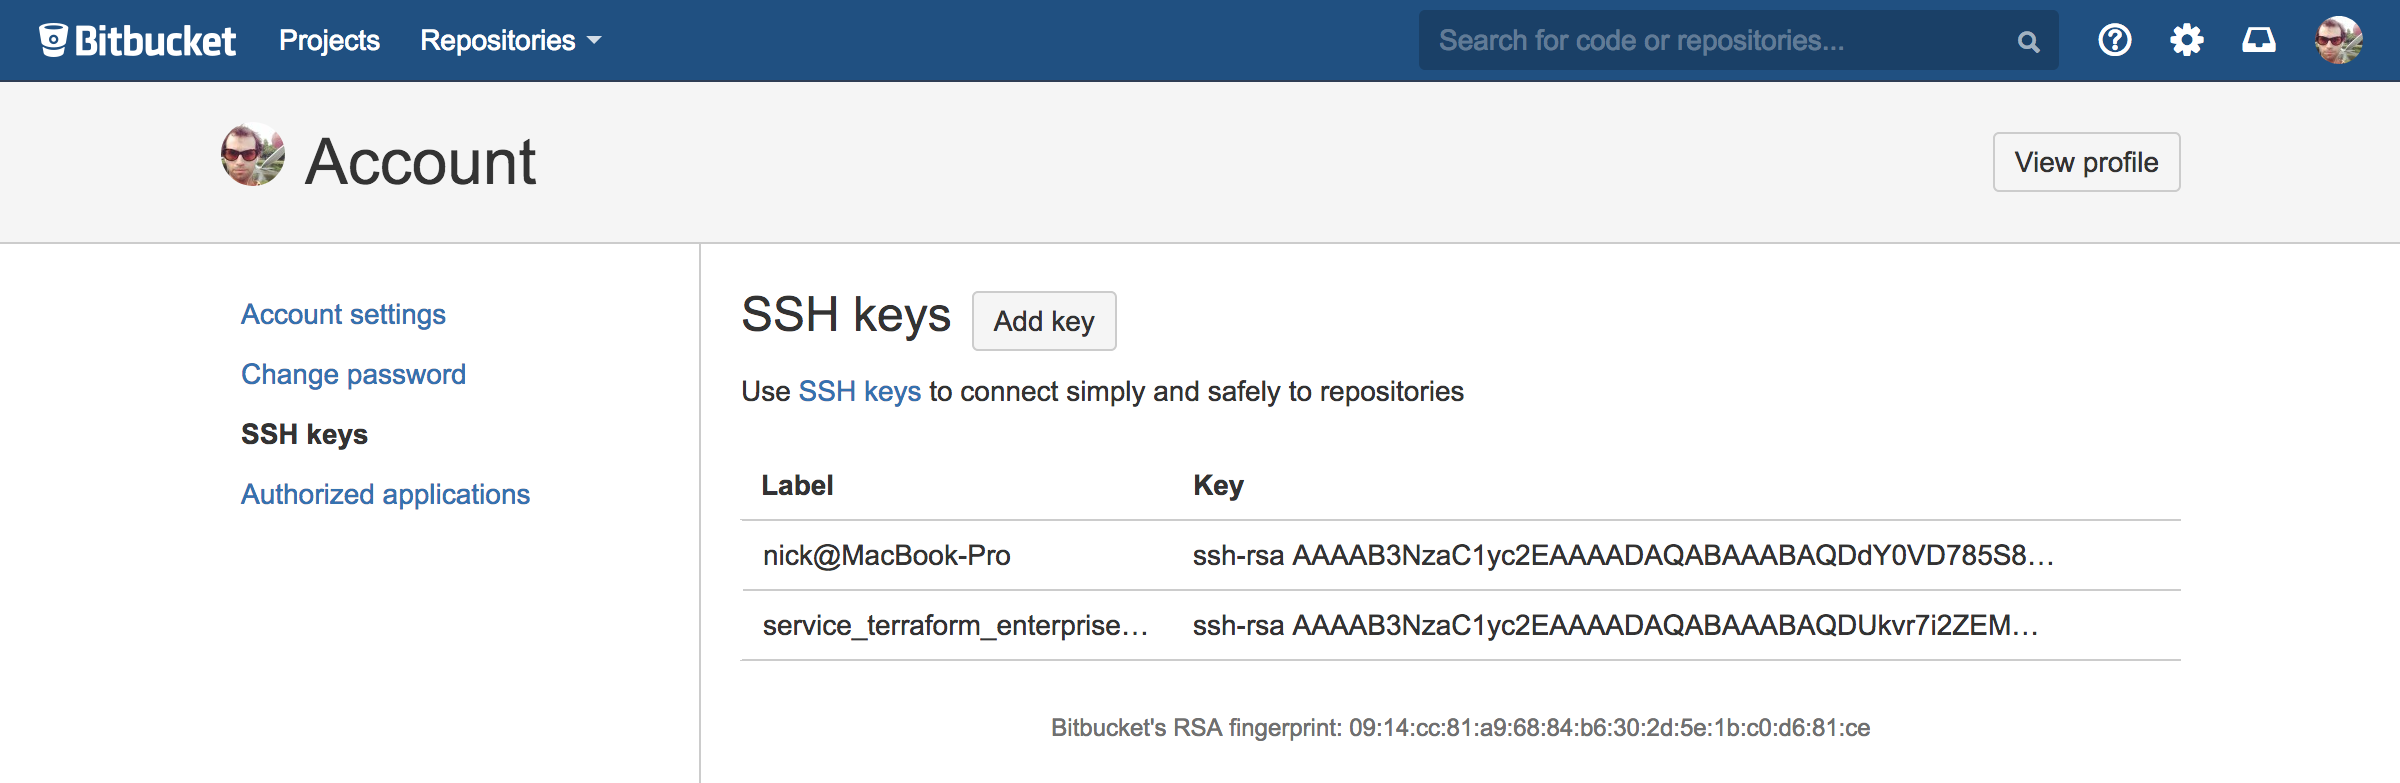 Bitbucket Projects Repositories Search for code or repositories...
Account View profile
Account settings
Change password
SSH keys
Authorized applications
SSH keys Add key
Use SSH keys to connect simply and safely to repositories
Label Key
nick@MacBook-Pro ssh-rsa AAAAB3NzaC1yc2EAAAADAQABAAABAQDdY0VD785S8…
service_terraform_enterprise… ssh-rsa AAAAB3NzaC1yc2EAAAADAQABAAABAQDUkvr7i2ZEM…
Bitbucket's RSA fingerprint: 09:14:cc:81:a9:68:84:b6:30:2d:5e:1b:c0:d6:81:ce